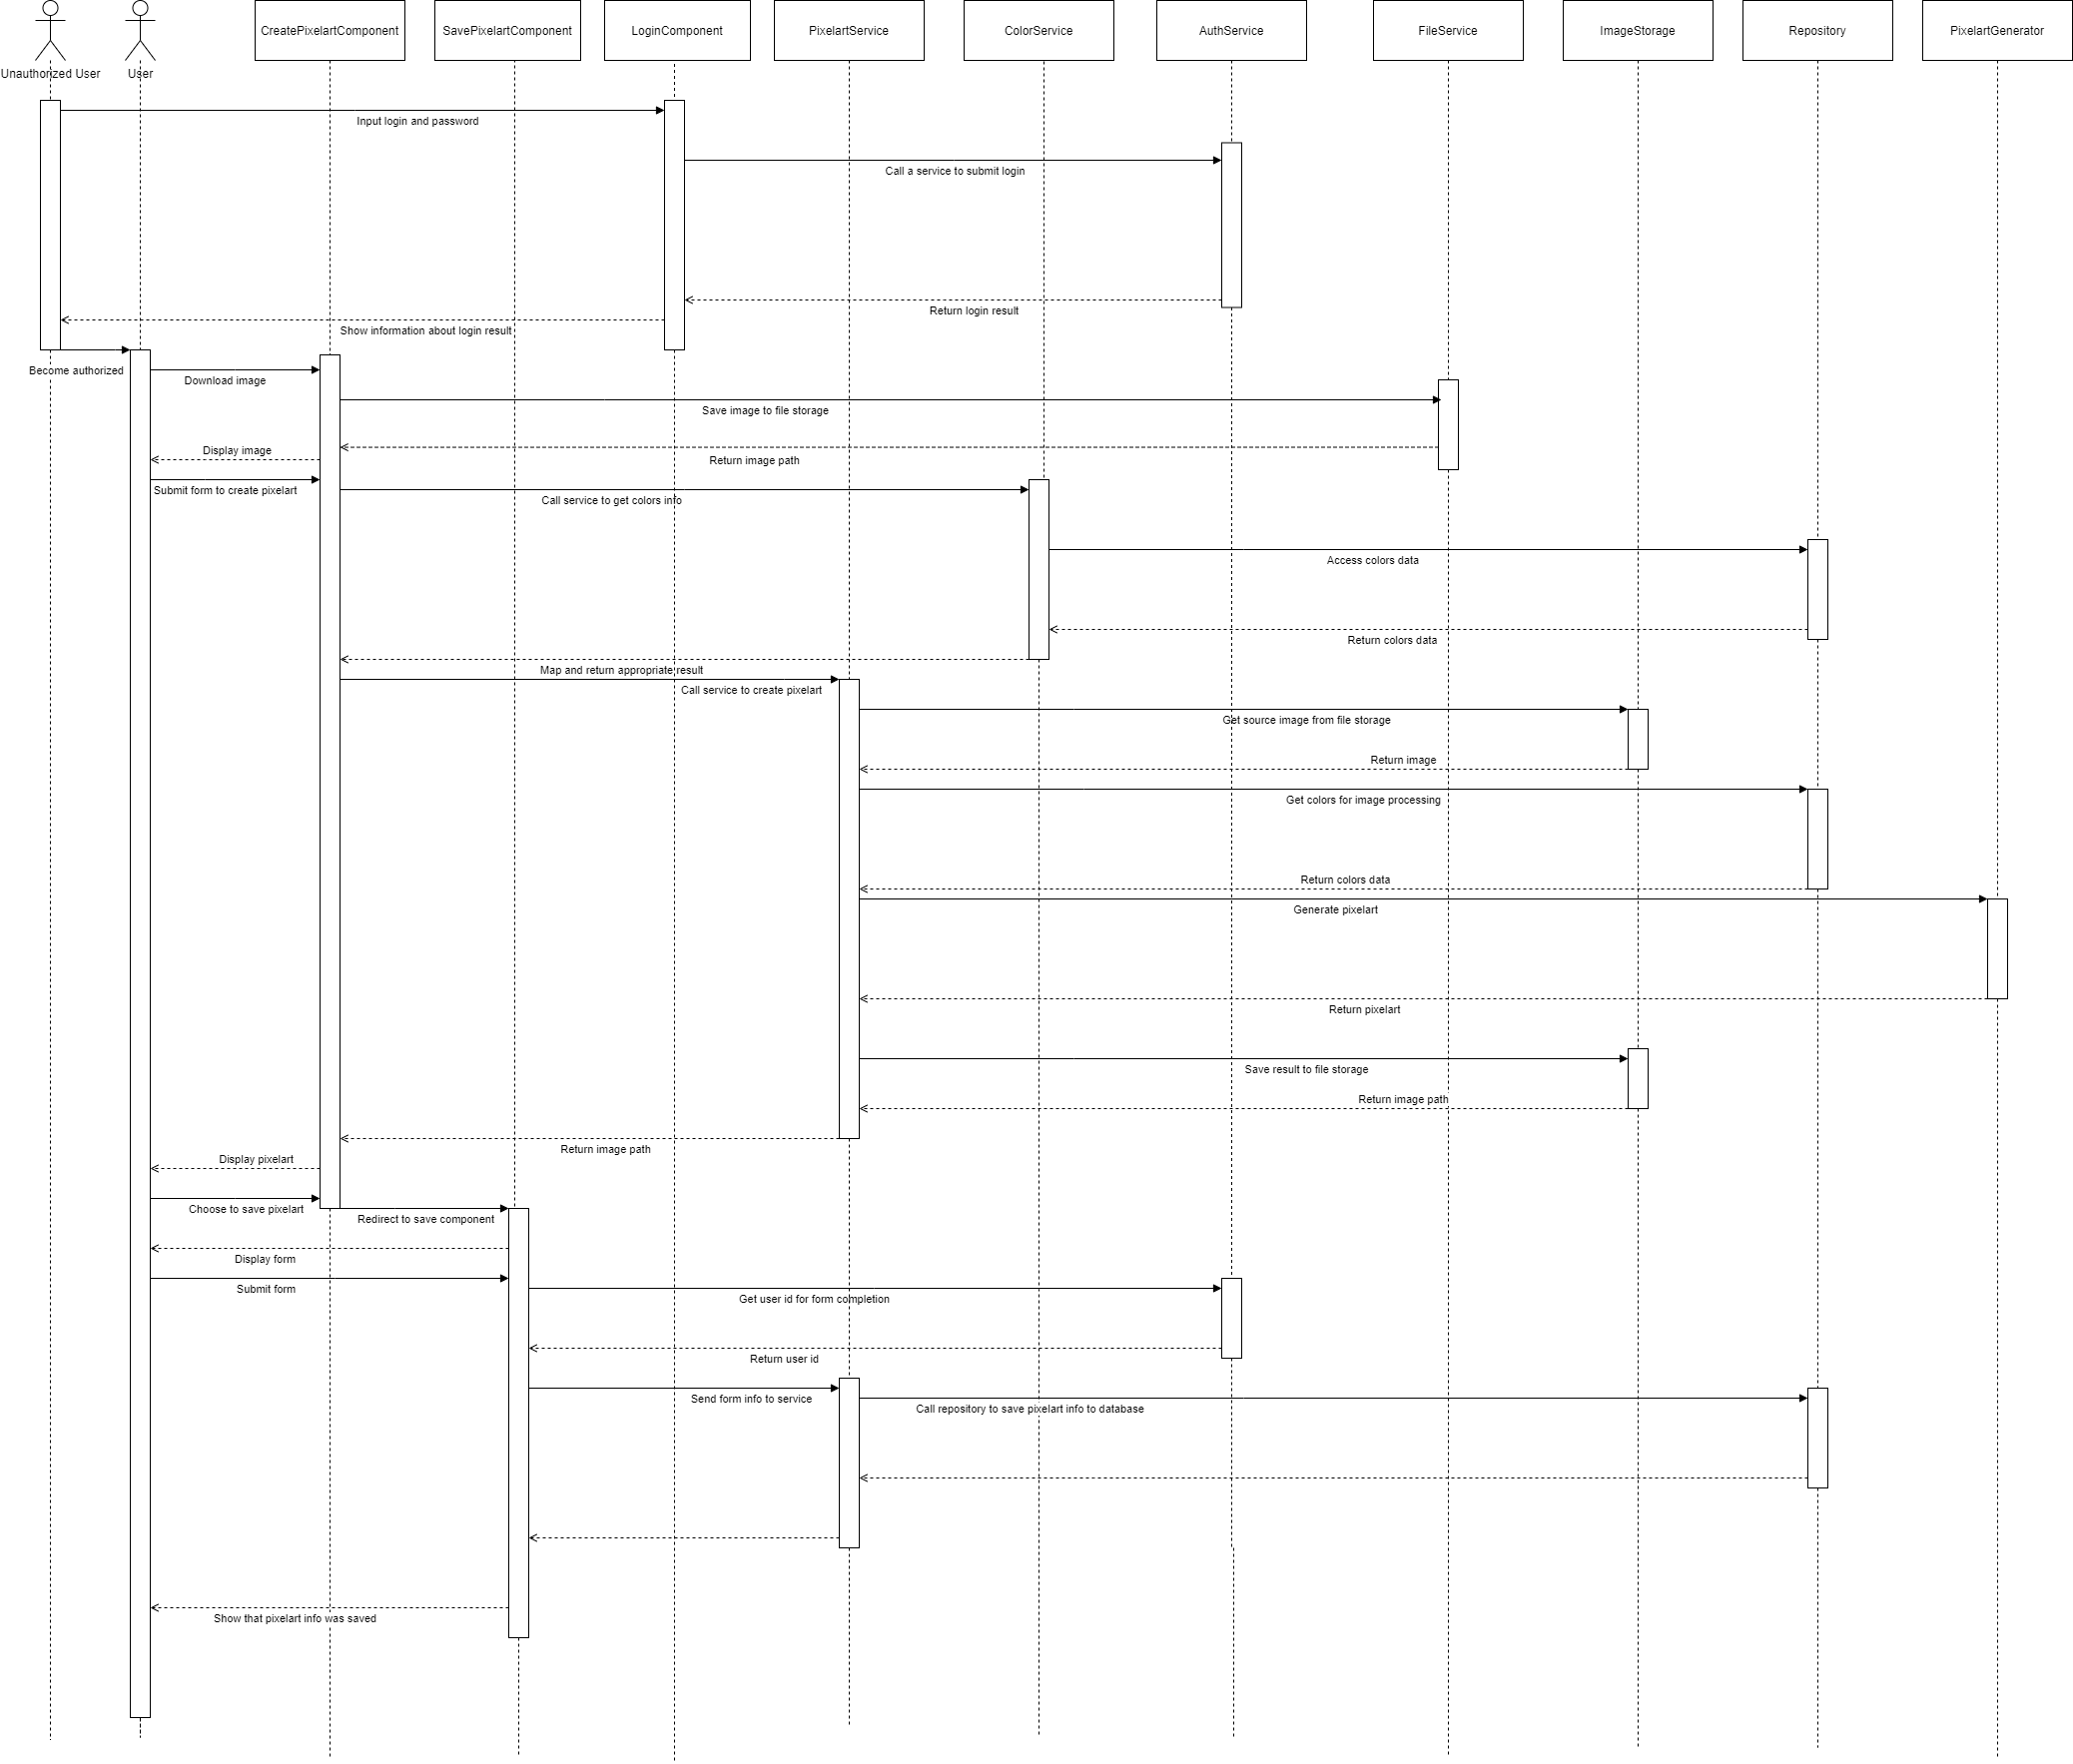 Unauthorized User
User
CreatePixelartComponent
SavePixelartComponent
LoginComponent
PixelartService
ColorService
AuthService
FileService
ImageStorage
Repository
PixelartGenerator
Input login and password
Call a service to submit login
Return login result
Show information about login result
Become authorized
Download image
Save image to file storage
Display image
Return image path
Submit form to create pixelart
Call service to get colors info
Access colors data
Return colors data
Map and return appropriate result
Call service to create pixelart
Get source image from file storage
Return image
Get colors for image processing
Return colors data
Generate pixelart
Return pixelart
Save result to file storage
Return image path
Return image path
Display pixelart
Choose to save pixelart
Redirect to save component
Display form
Submit form
Get user id for form completion
Return user id
Send form info to service
Call repository to save pixelart info to database
Show that pixelart info was saved